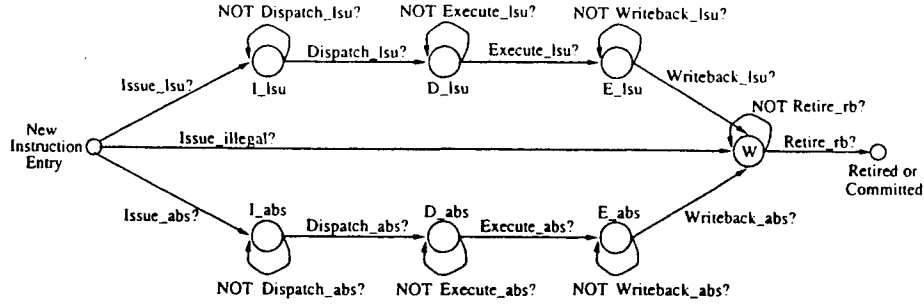 NOT Dispatch_lsu?
NOT Execute_lsu?
NOT Writeback_lsu?
Dispatch_lsu?
Execute_lsu?
Issue_lsu?
I_lsu
D_lsu
E_lsu
Writeback_lsu?
NOT Retire_rb?
New
Instruction
Entry
Issue_illegal?
W
Retire_rb?
Retired or
Committed
Issue_abs?
I_abs
Dispatch_abs?
D_abs
Execute_abs?
E_abs
Writeback_abs?
NOT Dispatch_abs?
NOT Execute_abs?
NOT Writeback_abs?